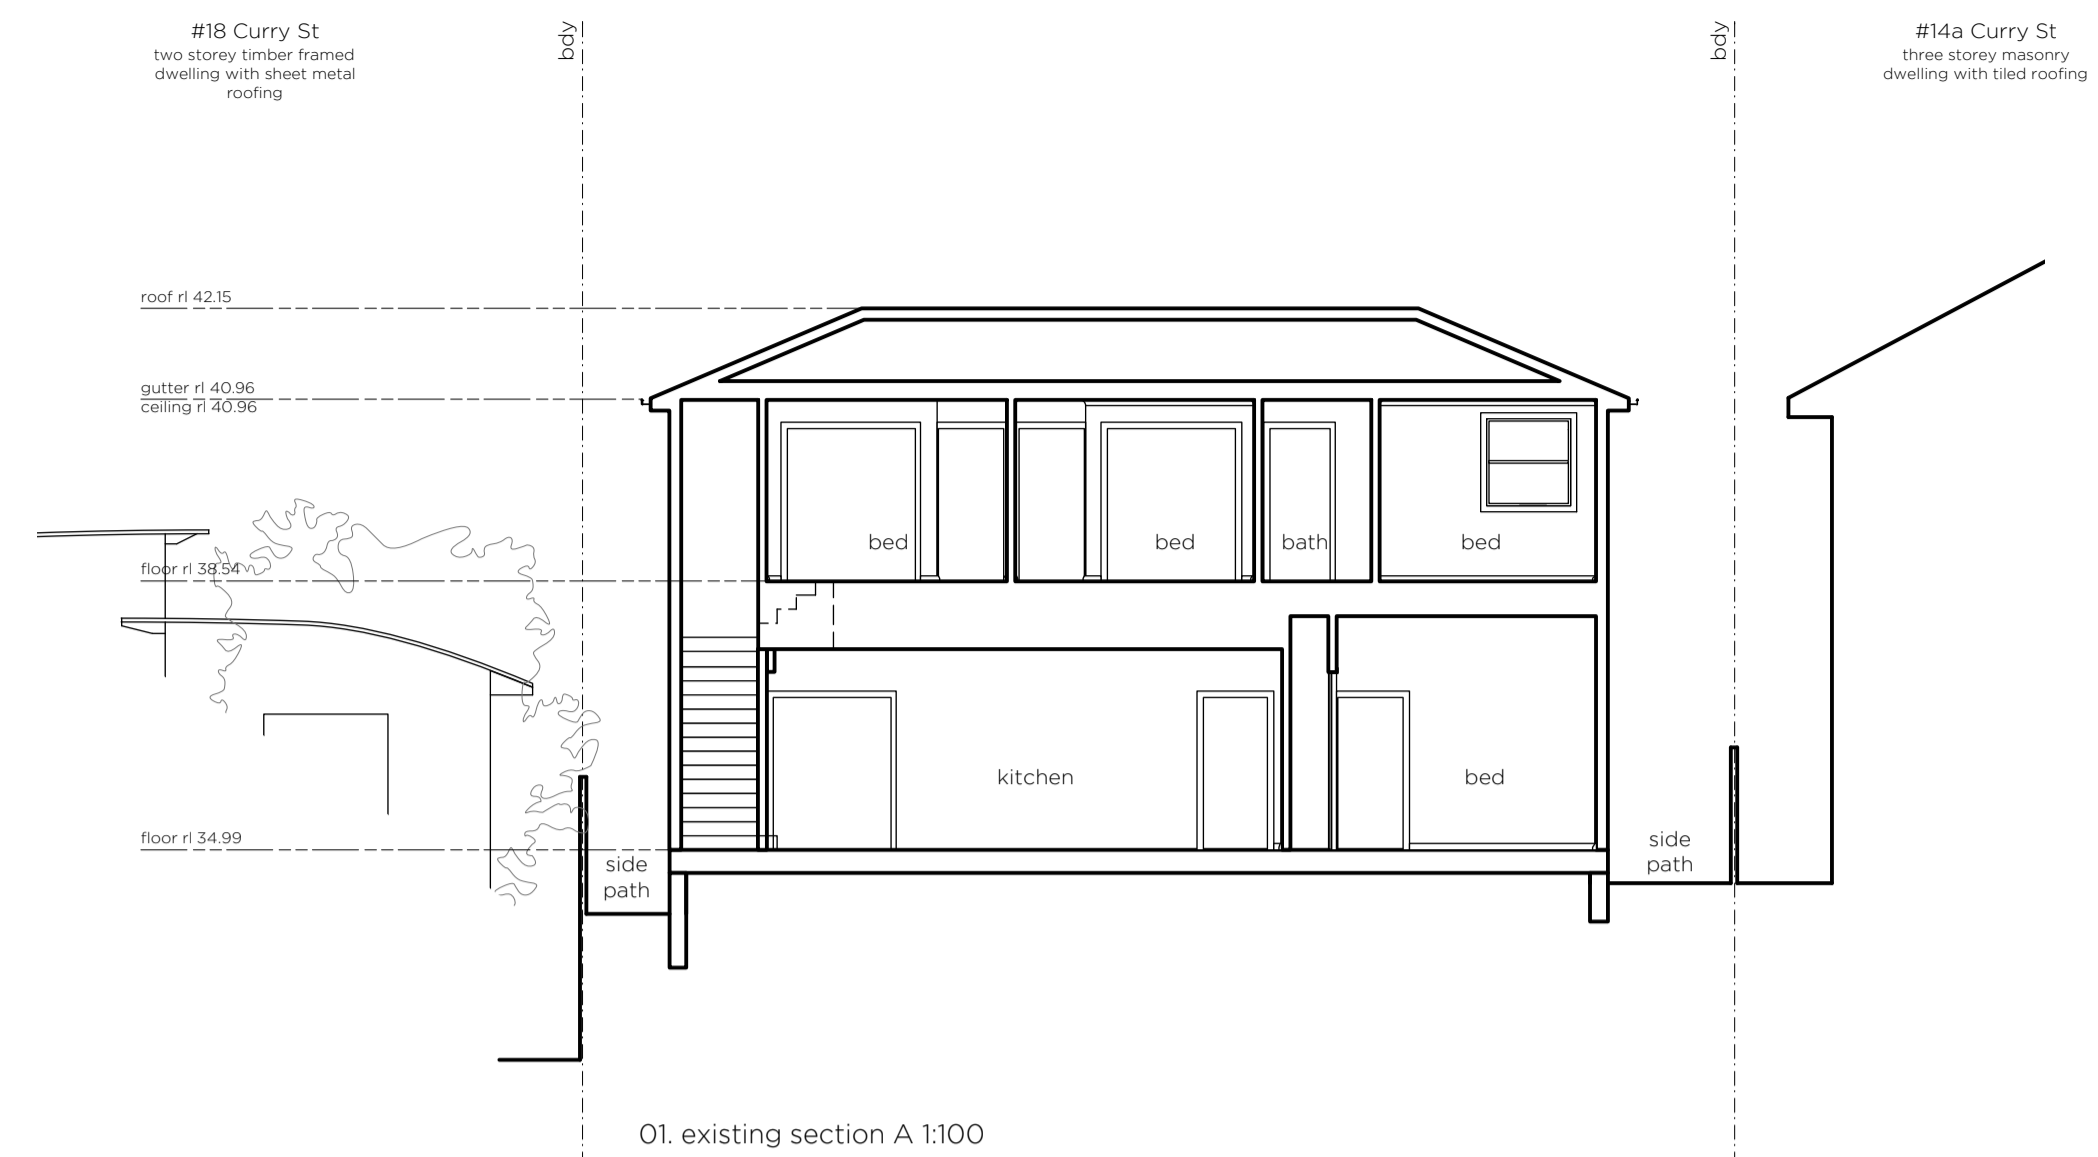 #18 Curry St
two storey timber framed
dwelling with sheet metal
roofing
bdy
bdy
#14a Curry St
three storey masonry
dwelling with tiled roofing
roof rl 42.15
gutter rl 40.96
ceiling rl 40.96
floor rl 38.54
bed
bed
bath
bed
kitchen
bed
floor rl 34.99
side
path
side
path
01. existing section A 1:100